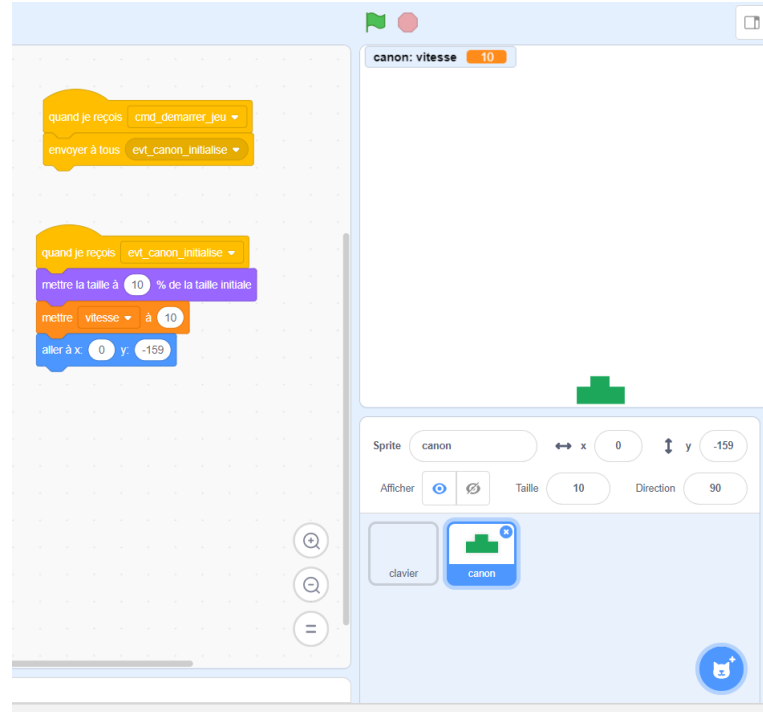 canon: vitesse 10
quand je reçois cmd_demarrer_jeu
envoyer à tous evt_canon_initialise
quand je reçois evt_canon_initialise
mettre la taille à 10 % de la taille initiale
mettre vitesse à 10
aller à x: 0 y: -159
Sprite canon x 0 y -159
Afficher Taille 10 Direction 90
clavier canon